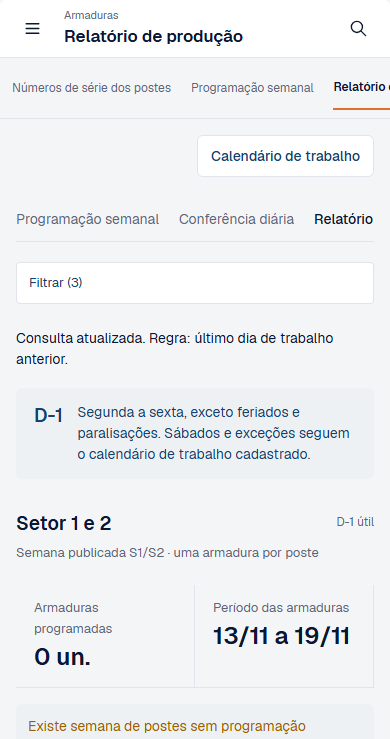 Armaduras
Relatório de produção
Números de série dos postes
Programação semanal
Relatório
Calendário de trabalho
Programação semanal
Conferência diária
Relatório
Filtrar (3)
Consulta atualizada. Regra: último dia de trabalho
anterior.
D-1
Segunda a sexta, exceto feriados e
paralisações. Sábados e exceções seguem
o calendário de trabalho cadastrado.
Setor 1 e 2
D-1 útil
Semana publicada S1/S2 · uma armadura por poste
Armaduras
programadas
0 un.
Período das armaduras
13/11 a 19/11
Existe semana de postes sem programação